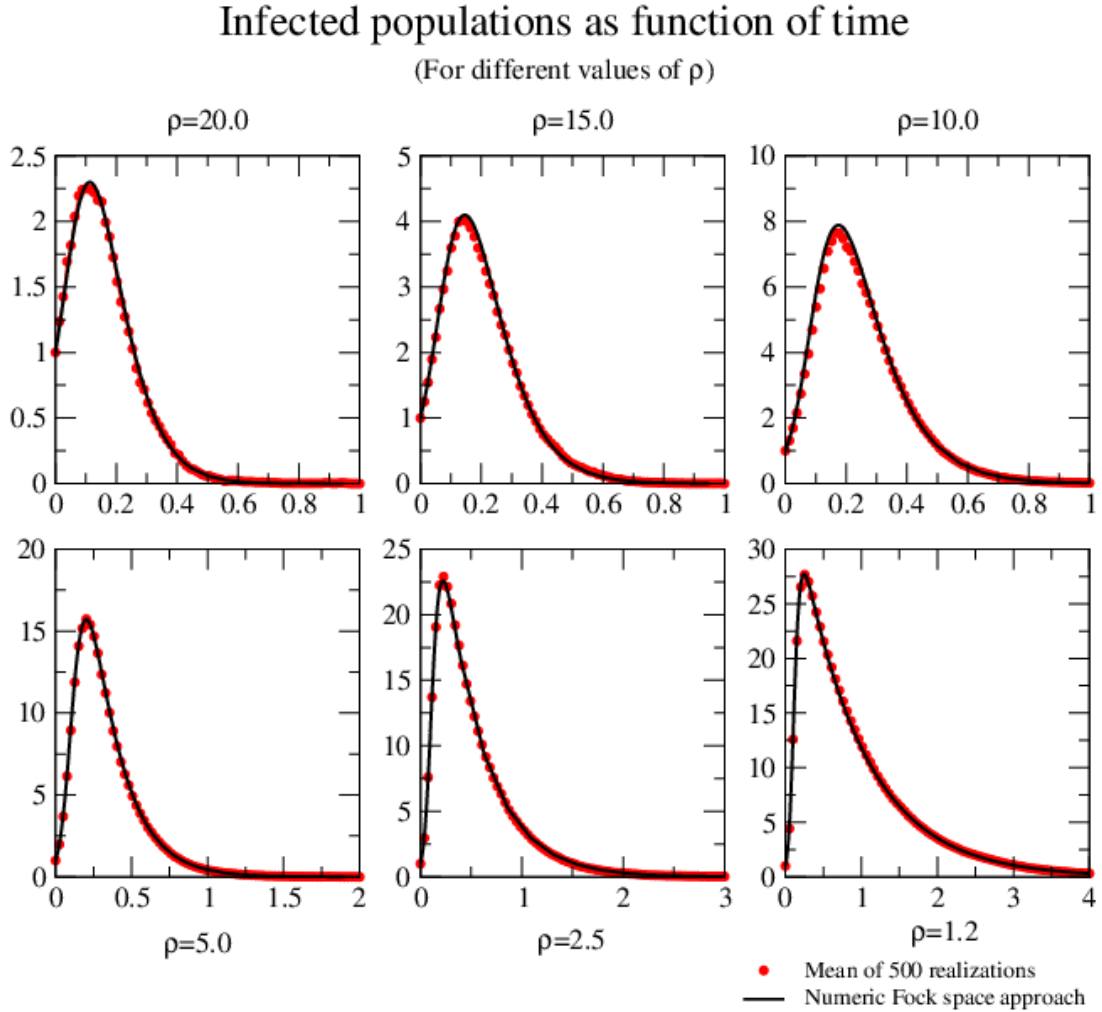 Infected populations as function of time
(For different values of ρ)
ρ=20.0
ρ=15.0
ρ=10.0
2.5
2
1.5
1
0.5
0
0 0.2 0.4 0.6 0.8 1
5
4
3
2
1
0
0 0.2 0.4 0.6 0.8 1
10
8
6
4
2
0
0 0.2 0.4 0.6 0.8 1
20
15
10
5
0
0 0.5 1 1.5 2
25
20
15
10
5
0
0 1 2 3
30
25
20
15
10
5
0
0 1 2 3 4
ρ=5.0
ρ=2.5
ρ=1.2
Mean of 500 realizations
Numeric Fock space approach